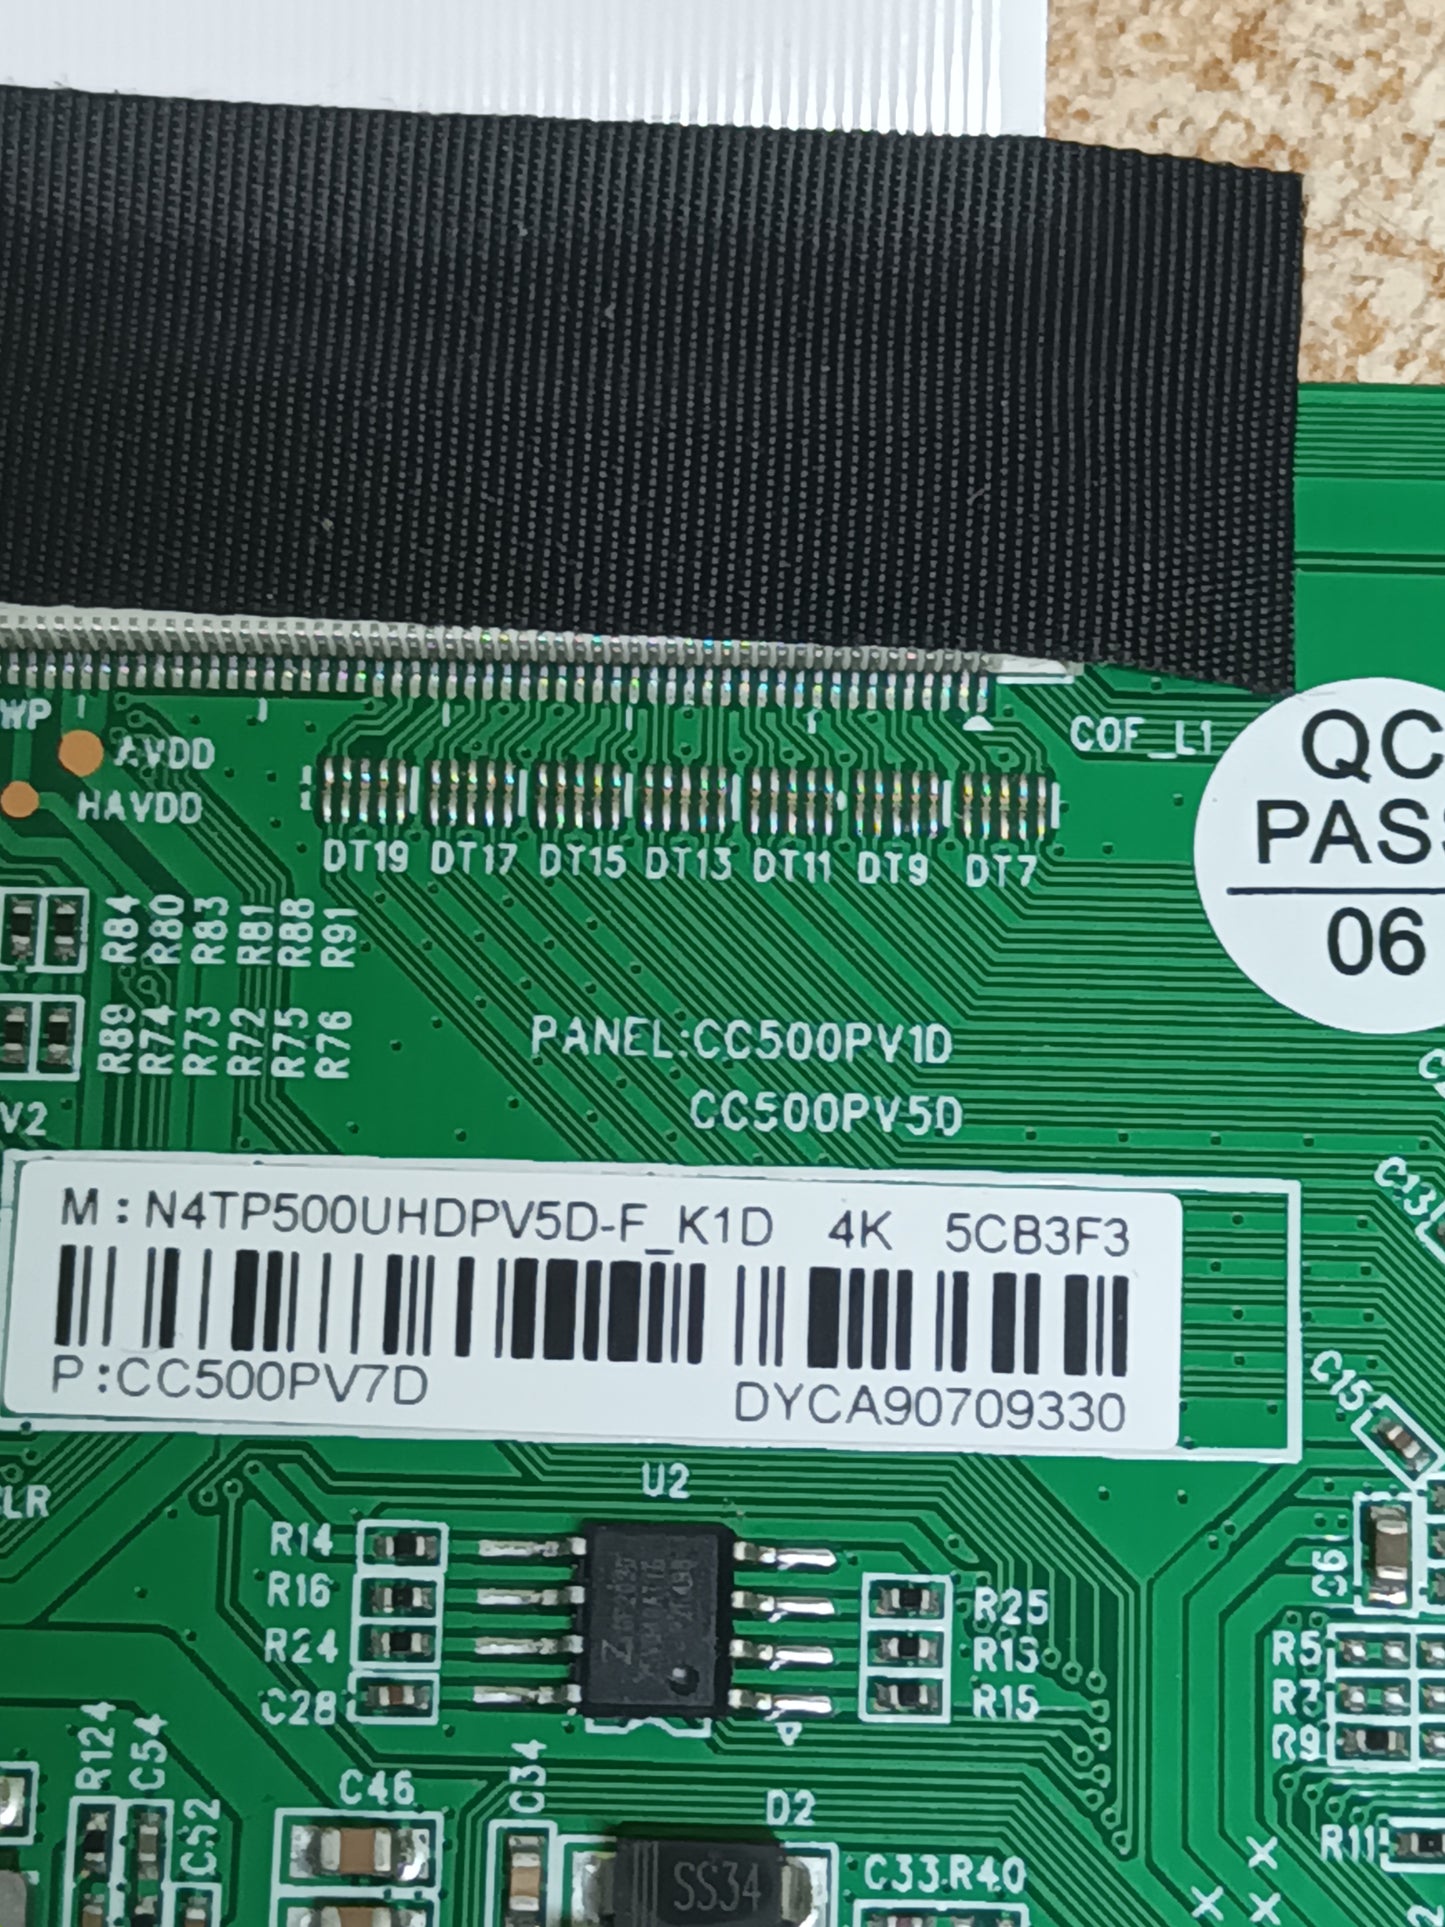 WP
AVDD
HAVDD
COF_L1
QC
PASS
06
DT19 DT17 DT15 DT13 DT11 DT9 DT7
R84 R80 R83 R81 R88 R91
R89 R74 R73 R72 R75 R76
V2
PANEL:CC500PV1D
CC500PV5D
C13
M:N4TP500UHDPV5D-F_K1D 4K 5CB3F3
P:CC500PV7D DYCA90709330
C15
LR
U2
R14
R16
R24
C28
R25
R13
R15
C6
R5
R3
R9
R124
C54
C52
C46
C34
D2
SS34
C33 R40
R11